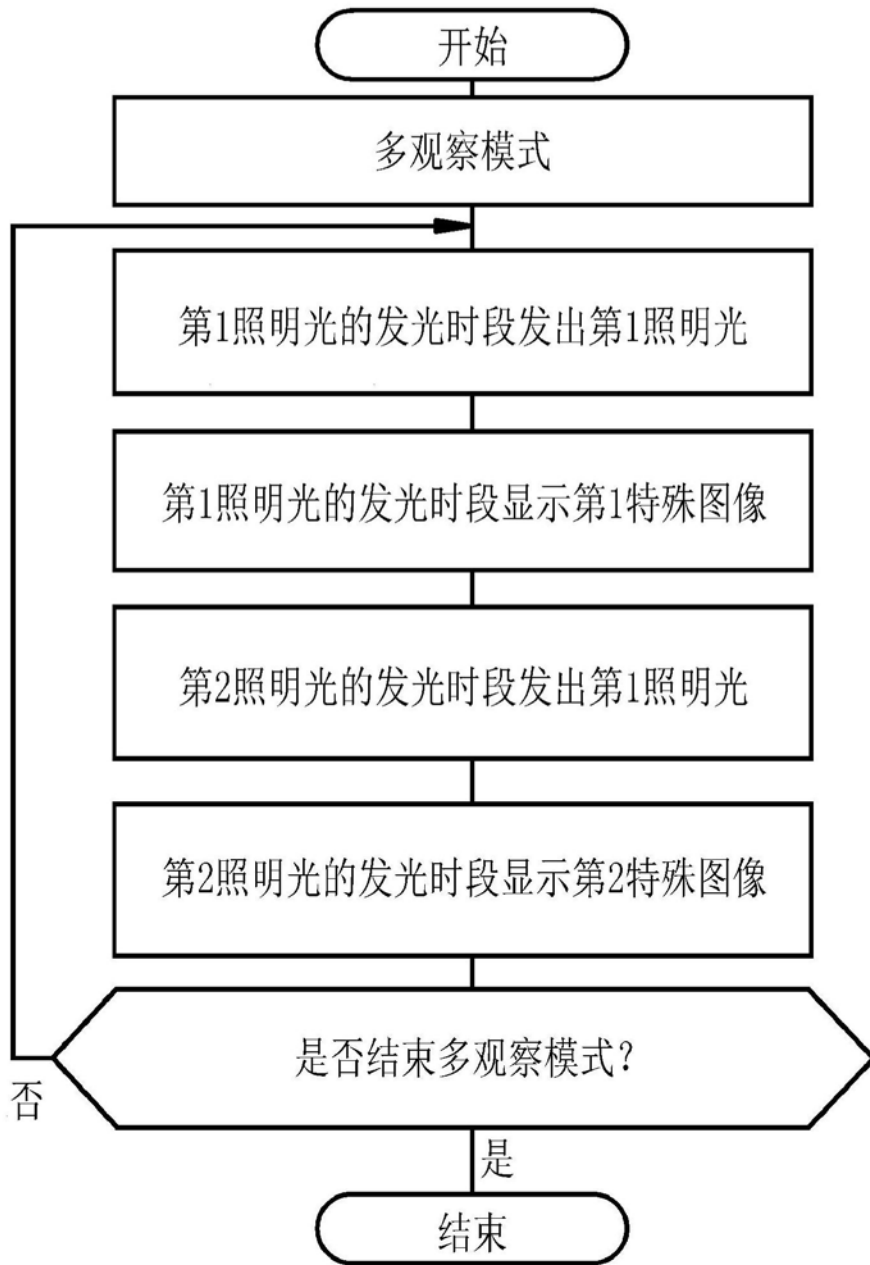 开始
多观察模式
第1照明光的发光时段发出第1照明光
第1照明光的发光时段显示第1特殊图像
第2照明光的发光时段发出第1照明光
第2照明光的发光时段显示第2特殊图像
是否结束多观察模式?
否
是
结束